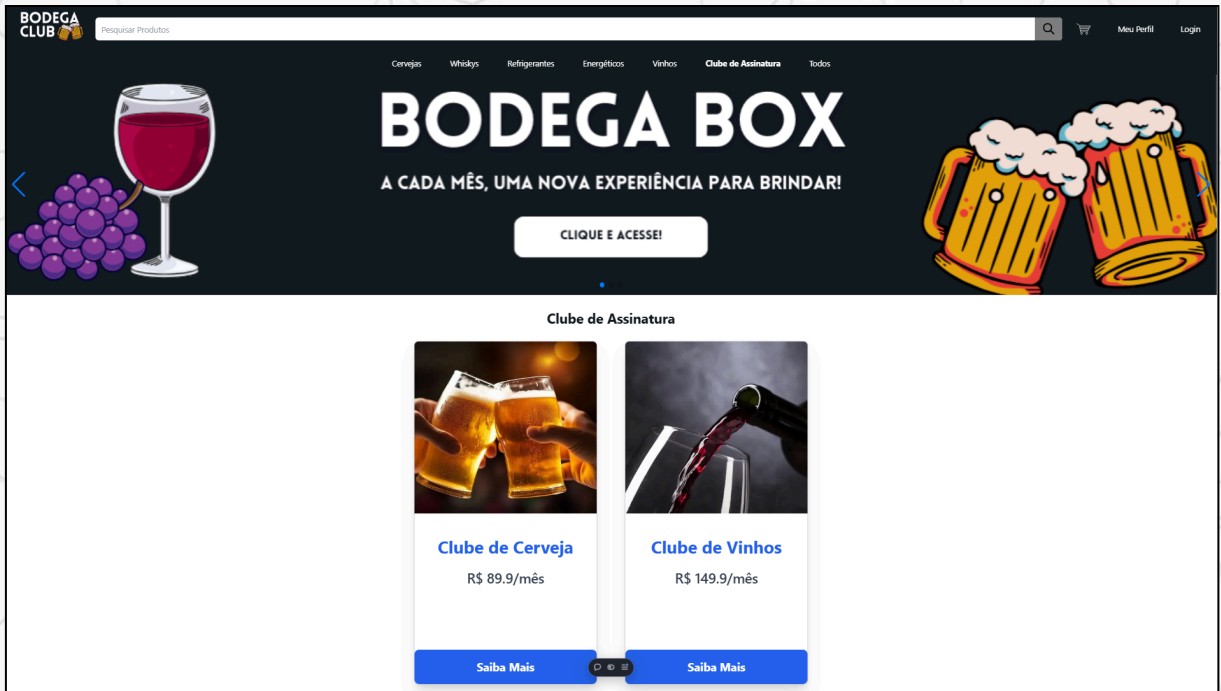 BODEGA
CLUB
Pesquisar Produtos
Meu Perfil
Login
Cervejas
Whiskys
Refrigerantes
Energéticos
Vinhos
Clube de Assinatura
Todos
BODEGA BOX
A CADA MÊS, UMA NOVA EXPERIÊNCIA PARA BRINDAR!
CLIQUE E ACESSE!
Clube de Assinatura
Clube de Cerveja
R$ 89.9/mês
Saiba Mais
Clube de Vinhos
R$ 149.9/mês
Saiba Mais